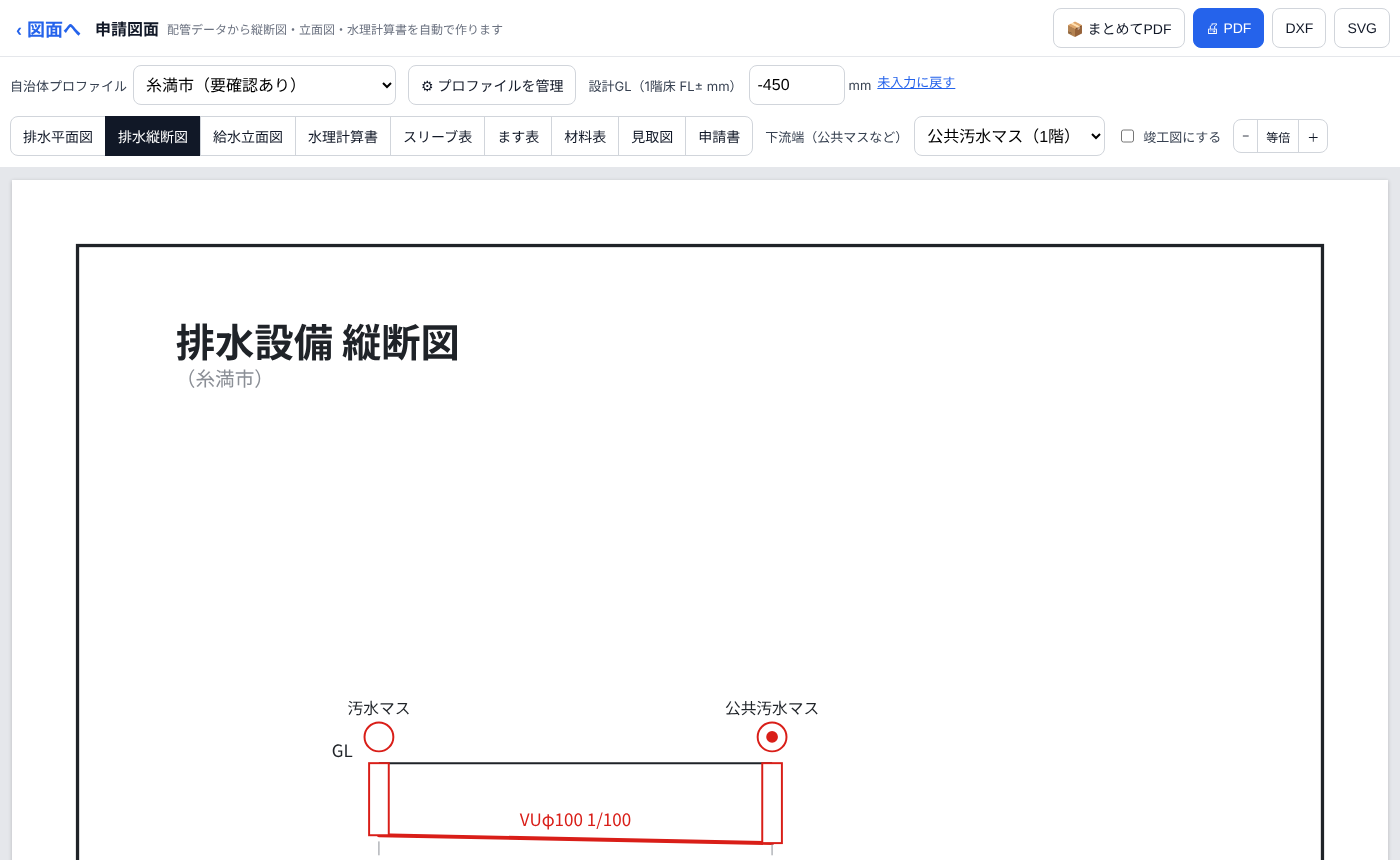 ‹ 図面へ 申請図面 配管データから縦断図・立面図・水理計算書を自動で作ります 📦 まとめてPDF 🖨 PDF DXF SVG
自治体プロファイル 糸満市（要確認あり） ⚙ プロファイルを管理 設計GL（1階床 FL± mm） -450 mm 未入力に戻す
排水平面図 排水縦断図 給水立面図 水理計算書 スリーブ表 ます表 材料表 見取図 申請書 下流端（公共マスなど） 公共汚水マス（1階） 竣工図にする － 等倍 ＋
排水設備 縦断図
（糸満市）
汚水マス 公共汚水マス
GL
VUφ100 1/100